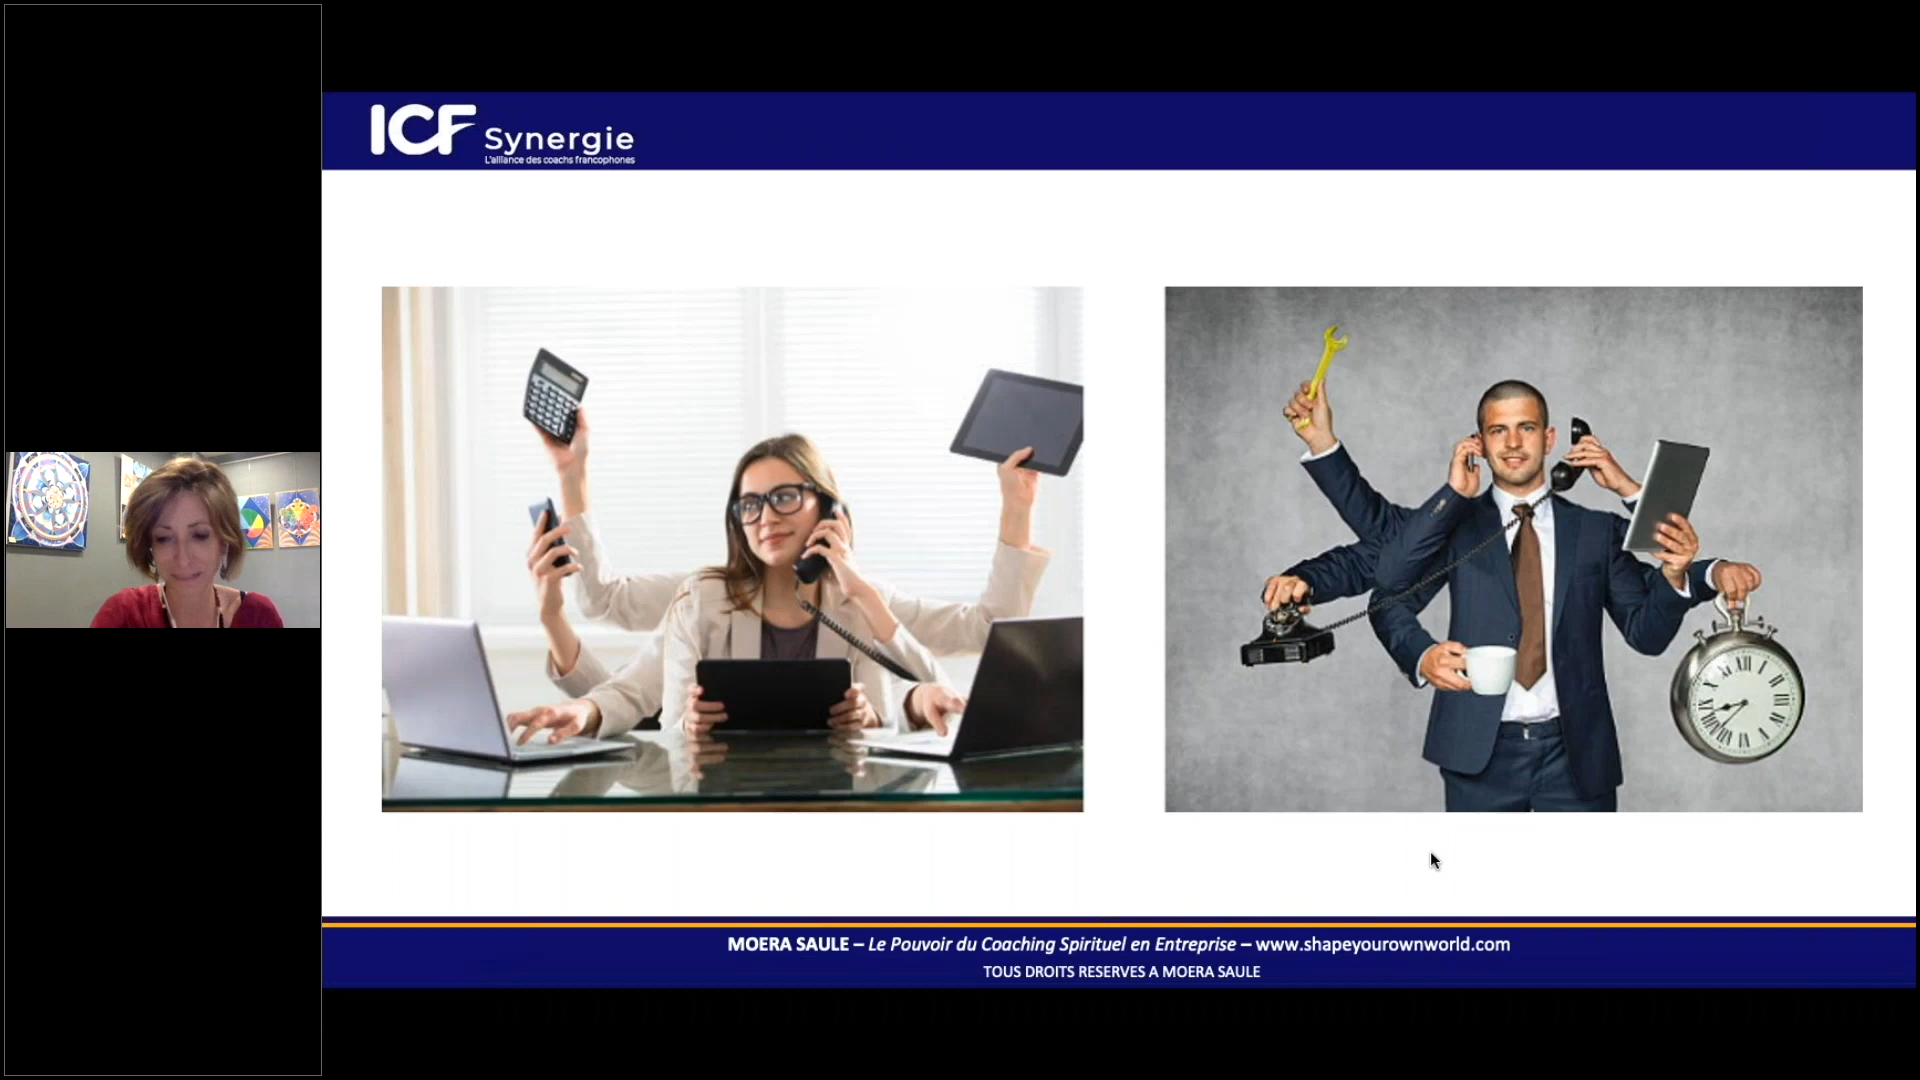 ICF Synergie
L'alliance des coachs francophones
MOERA SAULE – Le Pouvoir du Coaching Spirituel en Entreprise – www.shapeyourownworld.com
TOUS DROITS RESERVES A MOERA SAULE